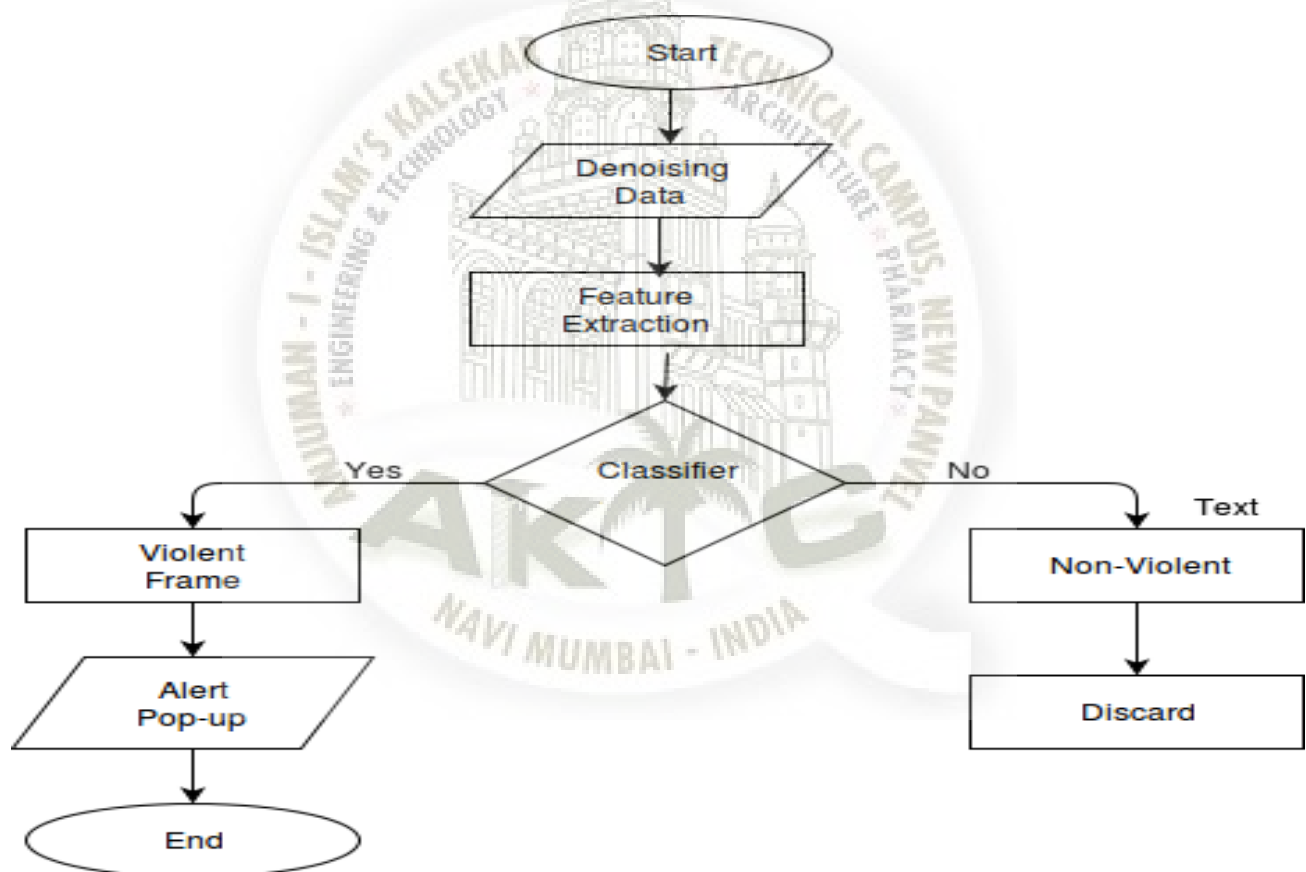 Start
Denoising
Data
Feature
Extraction
Classifier
Yes
No
Text
Violent
Frame
Non-Violent
Alert
Pop-up
Discard
End
ANJUMAN - I - ISLAM'S KALSEKAR TECHNICAL CAMPUS, NEW PANVEL
ENGINEERING & TECHNOLOGY * ARCHITECTURE * PHARMACY *
AKTC
NAVI MUMBAI - INDIA